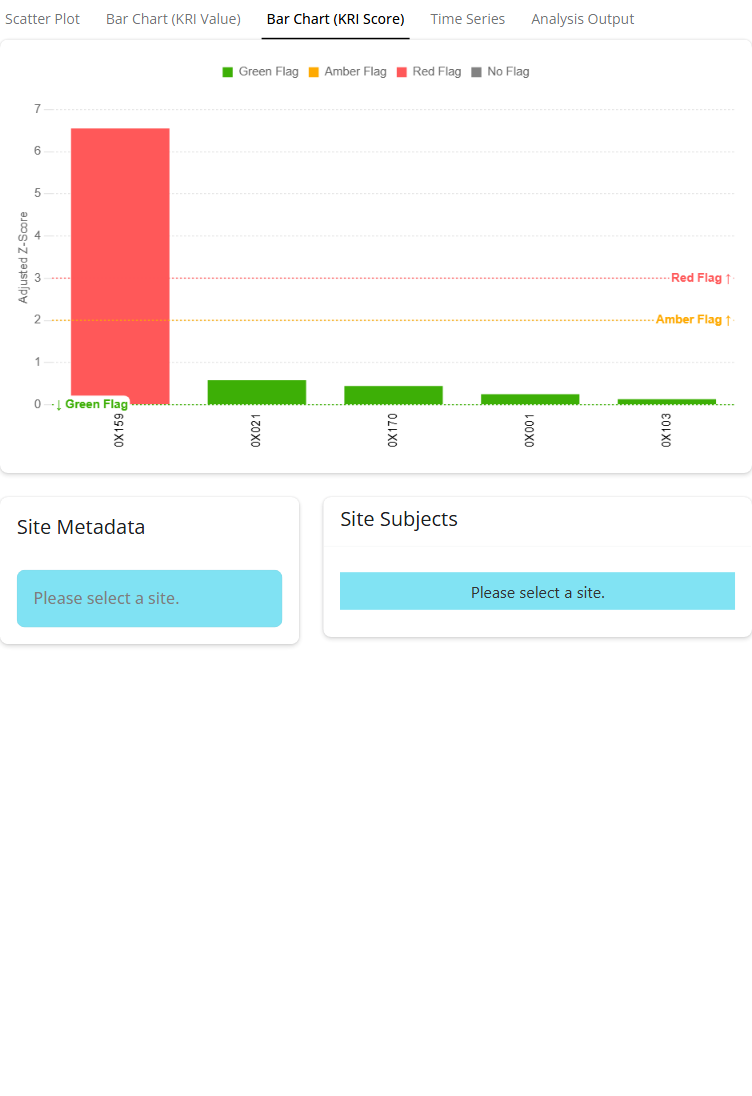 Scatter Plot Bar Chart (KRI Value) Bar Chart (KRI Score) Time Series Analysis Output
Green Flag Amber Flag Red Flag No Flag
Adjusted Z-Score
7
6
5
4
3
Red Flag ↑
2
Amber Flag ↑
1
0
↓ Green Flag
0X159 0X021 0X170 0X001 0X103
Site Metadata
Please select a site.
Site Subjects
Please select a site.